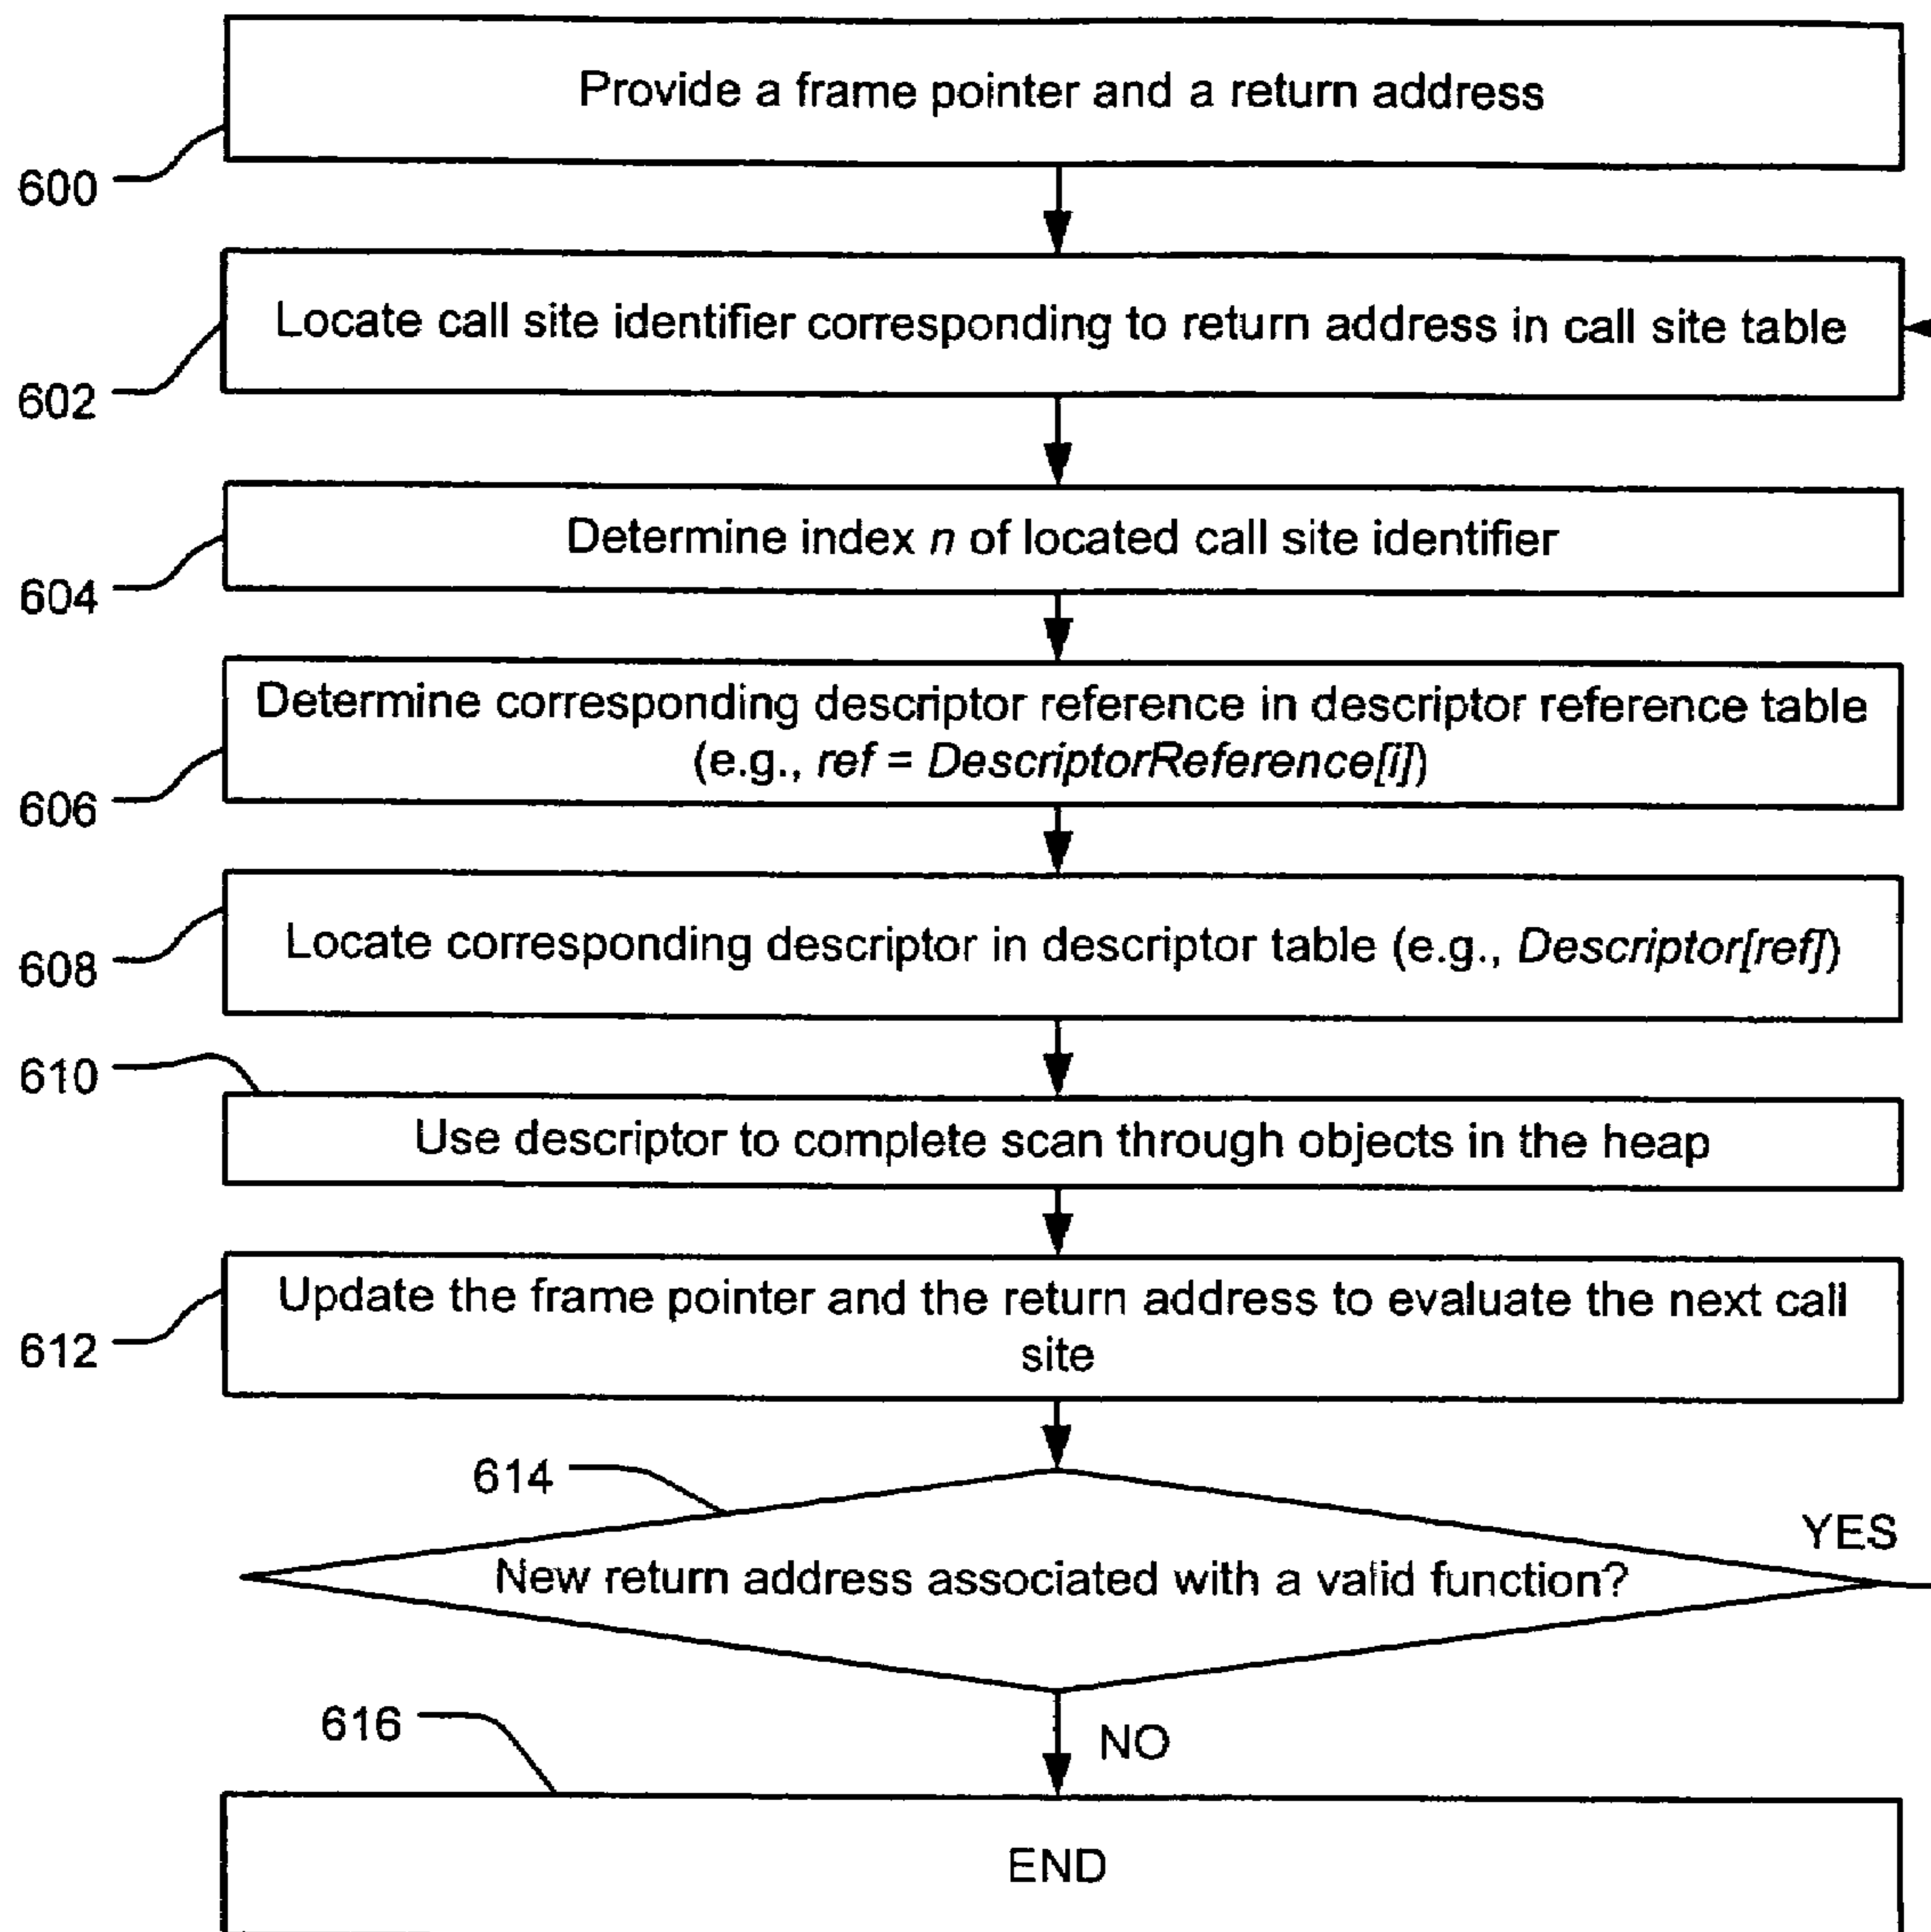 Provide a frame pointer and a return address
600
Locate call site identifier corresponding to return address in call site table
602
Determine index n of located call site identifier
604
Determine corresponding descriptor reference in descriptor reference table
(e.g., ref = DescriptorReference[i])
606
Locate corresponding descriptor in descriptor table (e.g., Descriptor[ref])
608
610
Use descriptor to complete scan through objects in the heap
Update the frame pointer and the return address to evaluate the next call
site
612
614
YES
New return address associated with a valid function?
616
NO
END